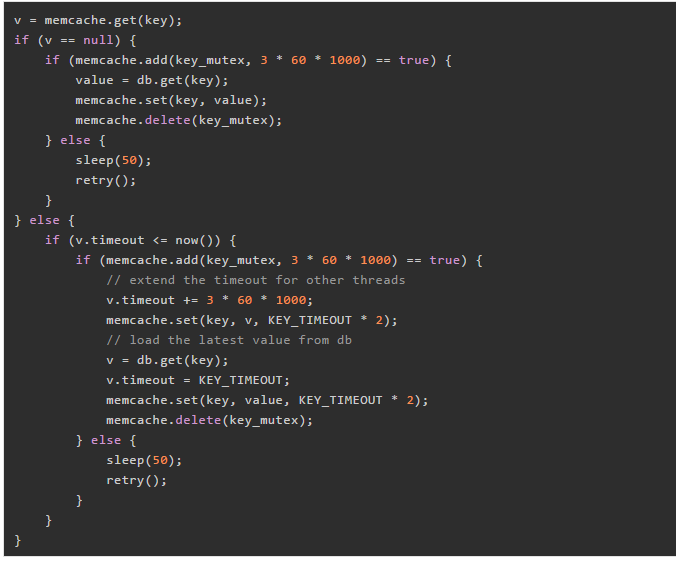 v = memcache.get(key);
if (v == null) {
    if (memcache.add(key_mutex, 3 * 60 * 1000) == true) {
        value = db.get(key);
        memcache.set(key, value);
        memcache.delete(key_mutex);
    } else {
        sleep(50);
        retry();
    }
} else {
    if (v.timeout <= now()) {
        if (memcache.add(key_mutex, 3 * 60 * 1000) == true) {
            // extend the timeout for other threads
            v.timeout += 3 * 60 * 1000;
            memcache.set(key, v, KEY_TIMEOUT * 2);
            // load the latest value from db
            v = db.get(key);
            v.timeout = KEY_TIMEOUT;
            memcache.set(key, value, KEY_TIMEOUT * 2);
            memcache.delete(key_mutex);
        } else {
            sleep(50);
            retry();
        }
    }
}